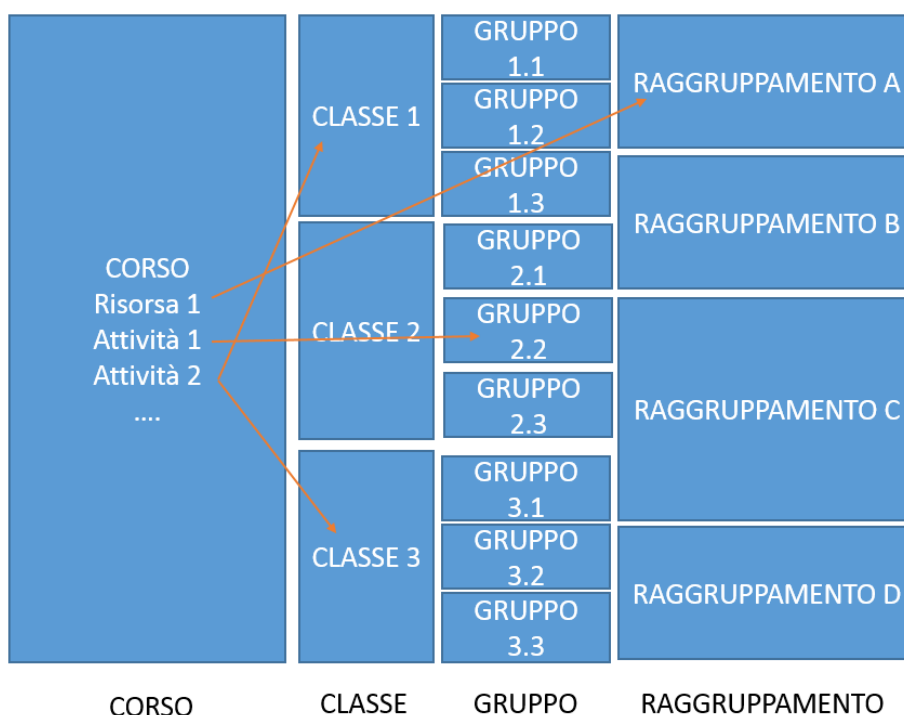 CORSO
Risorsa 1
Attività 1
Attività 2
....
CLASSE 1
CLASSE 2
CLASSE 3
GRUPPO
1.1
GRUPPO
1.2
GRUPPO
1.3
GRUPPO
2.1
GRUPPO
2.2
GRUPPO
2.3
GRUPPO
3.1
GRUPPO
3.2
GRUPPO
3.3
RAGGRUPPAMENTO A
RAGGRUPPAMENTO B
RAGGRUPPAMENTO C
RAGGRUPPAMENTO D
CORSO CLASSE GRUPPO RAGGRUPPAMENTO